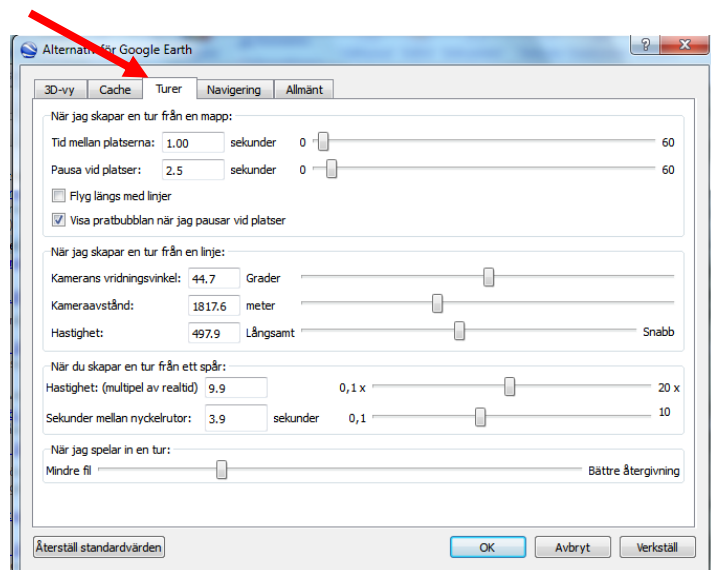 Alternativ för Google Earth
3D-vy Cache Turer Navigering Allmänt
När jag skapar en tur från en mapp:
Tid mellan platserna: 1.00 sekunder 0 60
Pausa vid platser: 2.5 sekunder 0 60
Flyg längs med linjer
Visa pratbubblan när jag pausar vid platser
När jag skapar en tur från en linje:
Kamerans vridningsvinkel: 44.7 Grader
Kameraavstånd: 1817.6 meter
Hastighet: 497.9 Långsamt Snabb
När du skapar en tur från ett spår:
Hastighet: (multipel av realtid) 9.9 0,1 x 20 x
Sekunder mellan nyckelrutor: 3.9 sekunder 0,1 10
När jag spelar in en tur:
Mindre fil Bättre återgivning
Återställ standardvärden OK Avbryt Verkställ